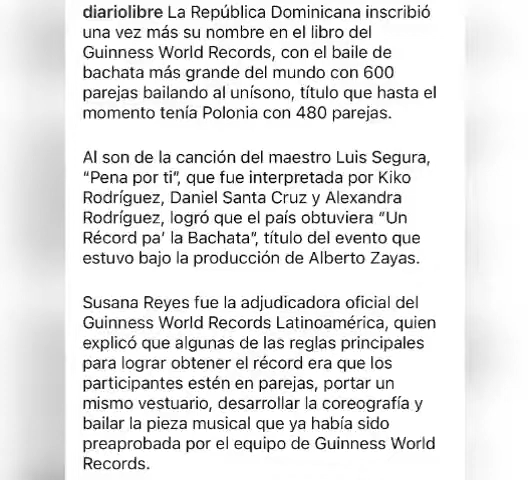 diariolibre La República Dominicana inscribió
una vez más su nombre en el libro del
Guinness World Records, con el baile de
bachata más grande del mundo con 600
parejas bailando al unísono, título que hasta el
momento tenía Polonia con 480 parejas.
Al son de la canción del maestro Luis Segura,
“Pena por ti”, que fue interpretada por Kiko
Rodríguez, Daniel Santa Cruz y Alexandra
Rodríguez, logró que el país obtuviera “Un
Récord pa’ la Bachata”, título del evento que
estuvo bajo la producción de Alberto Zayas.
Susana Reyes fue la adjudicadora oficial del
Guinness World Records Latinoamérica, quien
explicó que algunas de las reglas principales
para lograr obtener el récord era que los
participantes estén en parejas, portar un
mismo vestuario, desarrollar la coreografía y
bailar la pieza musical que ya había sido
preaprobada por el equipo de Guinness World
Records.